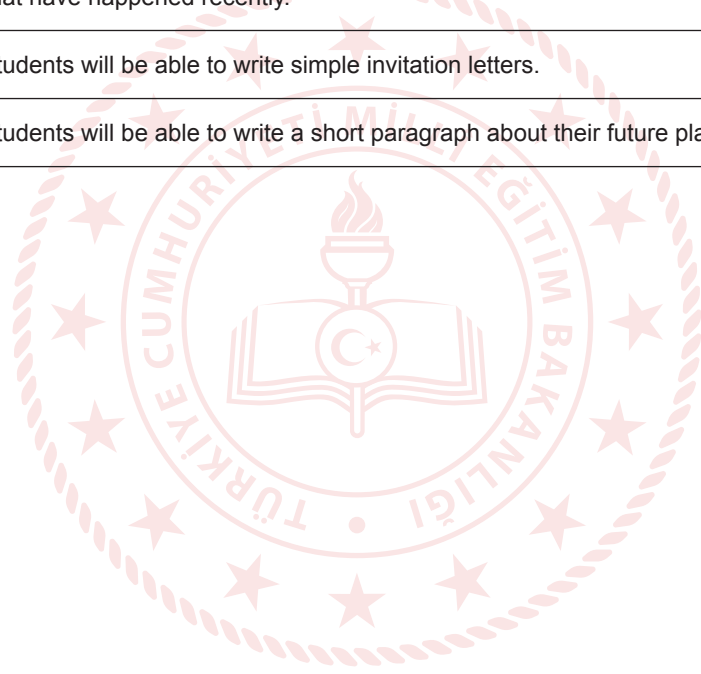 hat have happened recently.
tudents will be able to write simple invitation letters.
tudents will be able to write a short paragraph about their future pla
TÜRKİYE CUMHURİYETİ MİLLİ EĞİTİM BAKANLIĞI